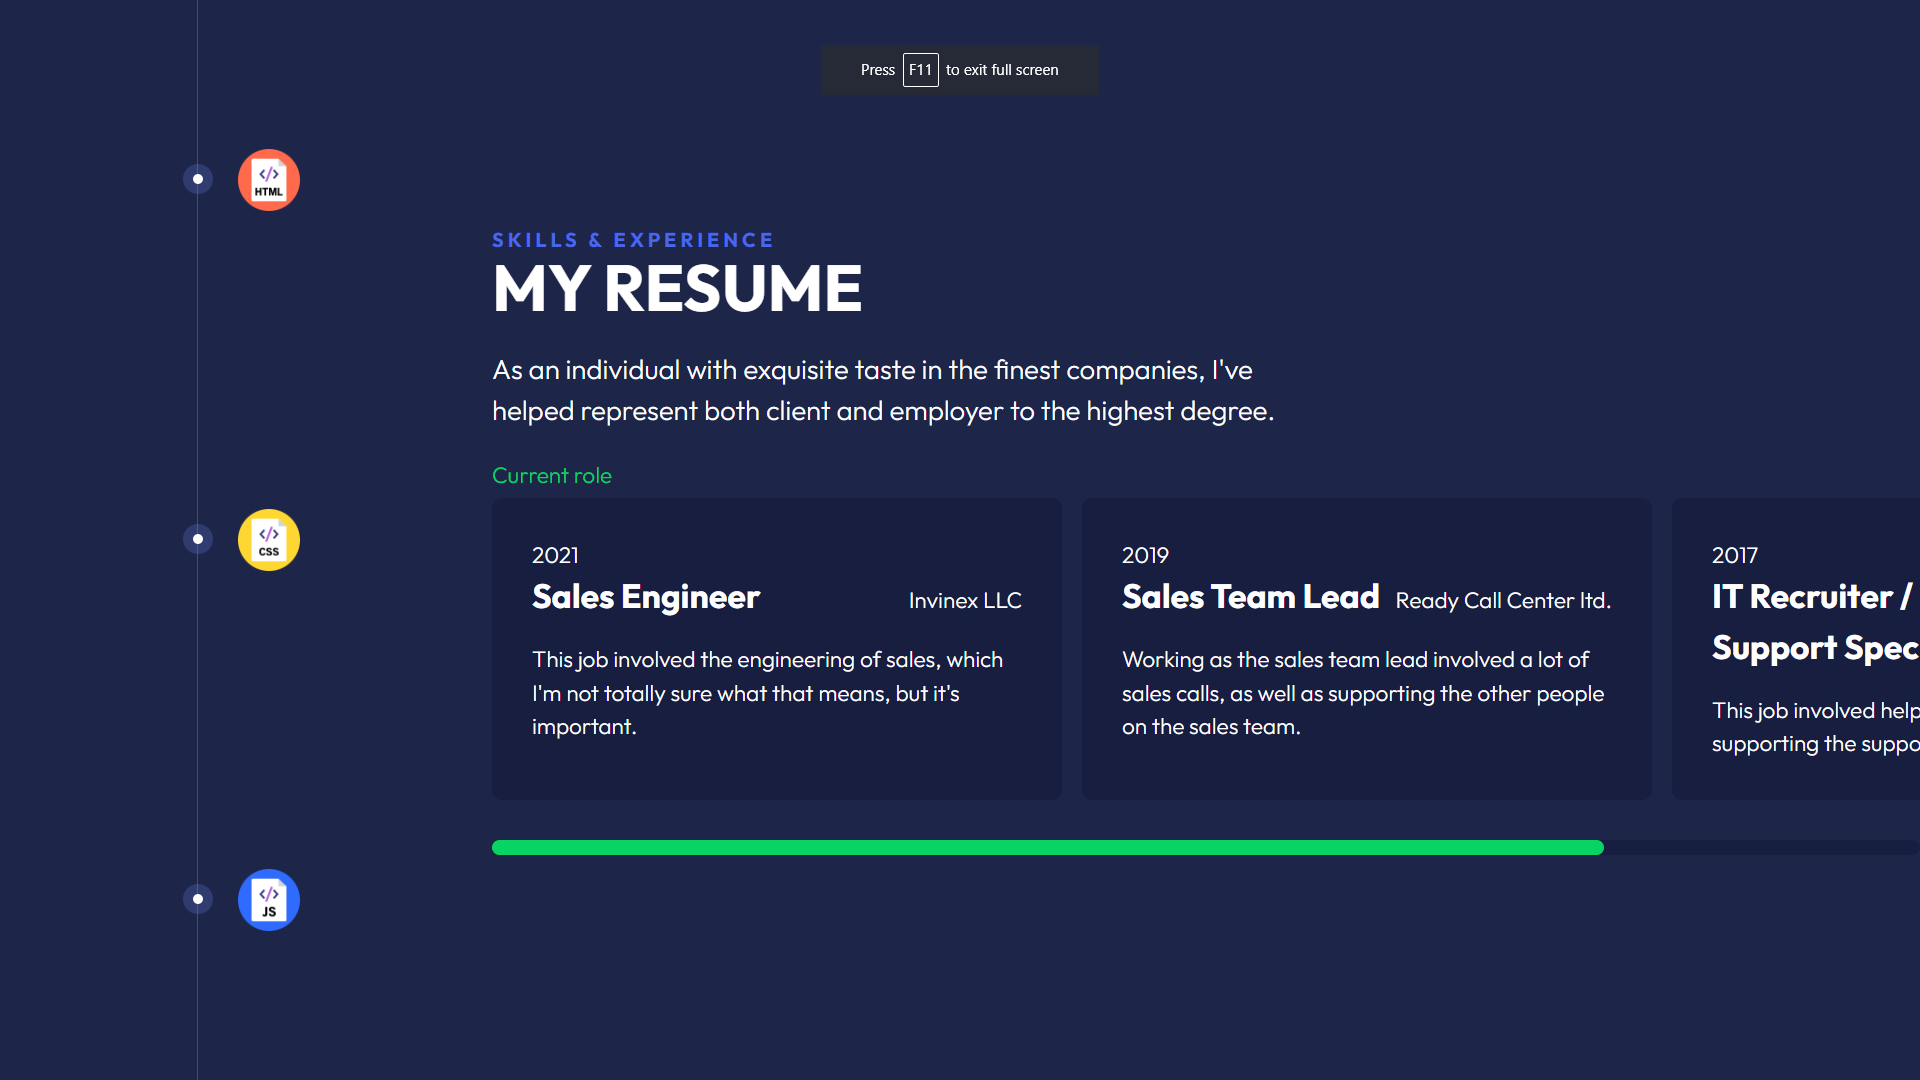 Press F11 to exit full screen
</> HTML
SKILLS & EXPERIENCE
MY RESUME
As an individual with exquisite taste in the finest companies, I've
helped represent both client and employer to the highest degree.
Current role
</> CSS
2021
Sales Engineer Invinex LLC
This job involved the engineering of sales, which
I'm not totally sure what that means, but it's
important.
2019
Sales Team Lead Ready Call Center ltd.
Working as the sales team lead involved a lot of
sales calls, as well as supporting the other people
on the sales team.
2017
IT Recruiter /
Support Spec
This job involved help
supporting the suppo
</> JS